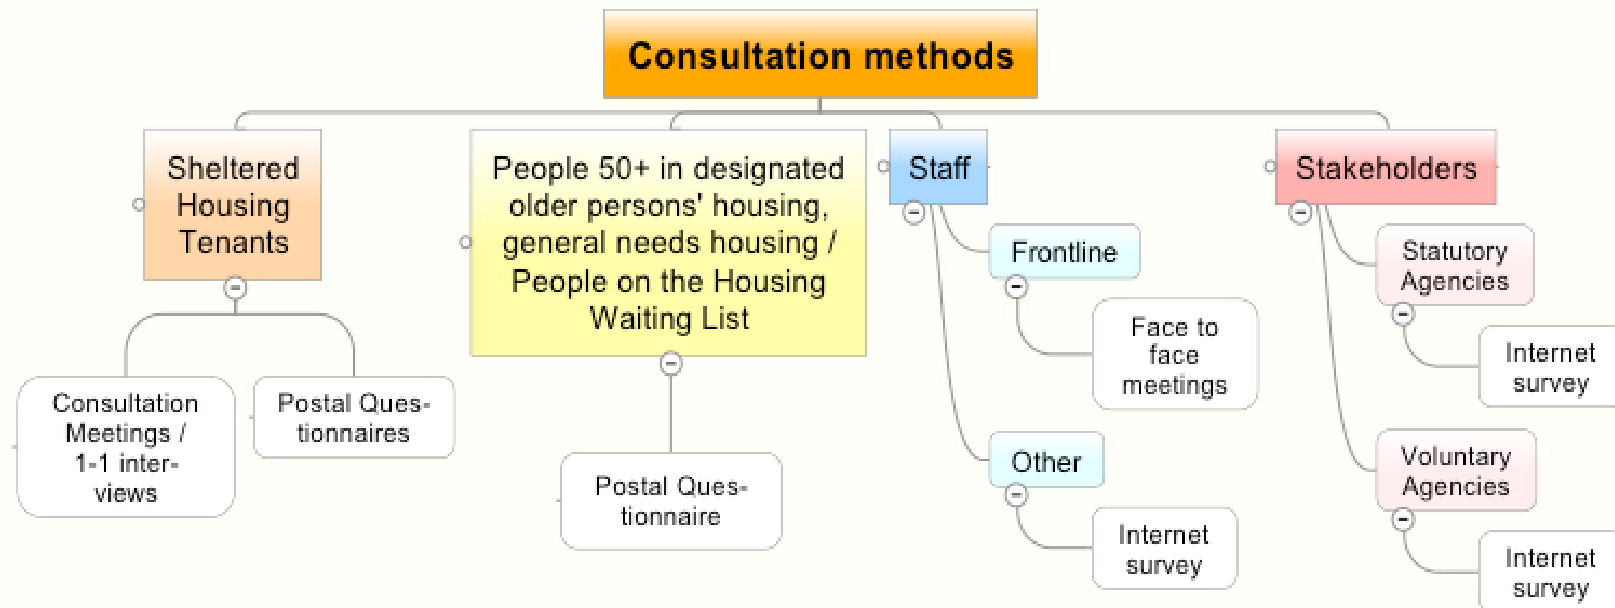 Consultation methods
Sheltered
Housing
Tenants
Consultation
Meetings /
1-1 inter-
views
Postal Ques-
tionnaires
People 50+ in designated
older persons' housing,
general needs housing /
People on the Housing
Waiting List
Postal Ques-
tionnaire
Staff
Frontline
Face to
face
meetings
Other
Internet
survey
Stakeholders
Statutory
Agencies
Internet
survey
Voluntary
Agencies
Internet
survey